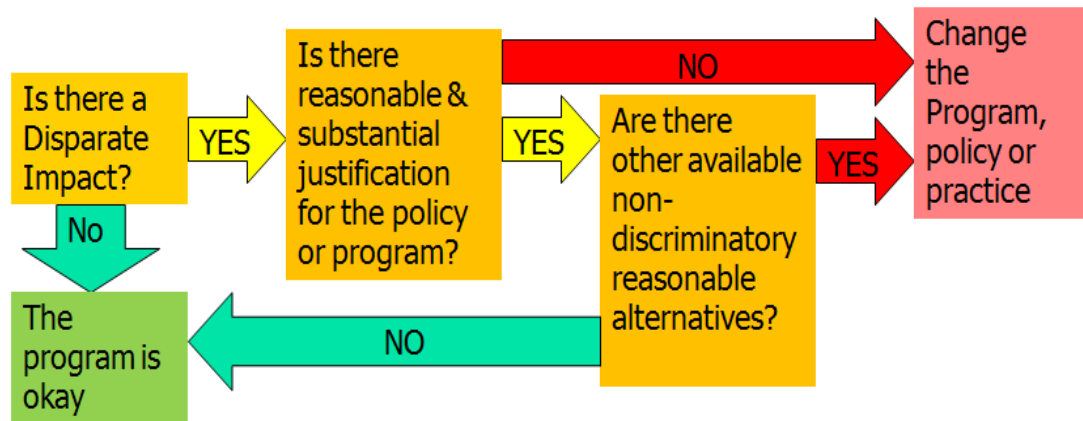 Is there a
Disparate
Impact?
YES
Is there
reasonable &
substantial
justification
for the policy
or program?
NO
YES
Are there
other available
non-
discriminatory
reasonable
alternatives?
YES
Change
the
Program,
policy or
practice
No
The
program is
okay
NO